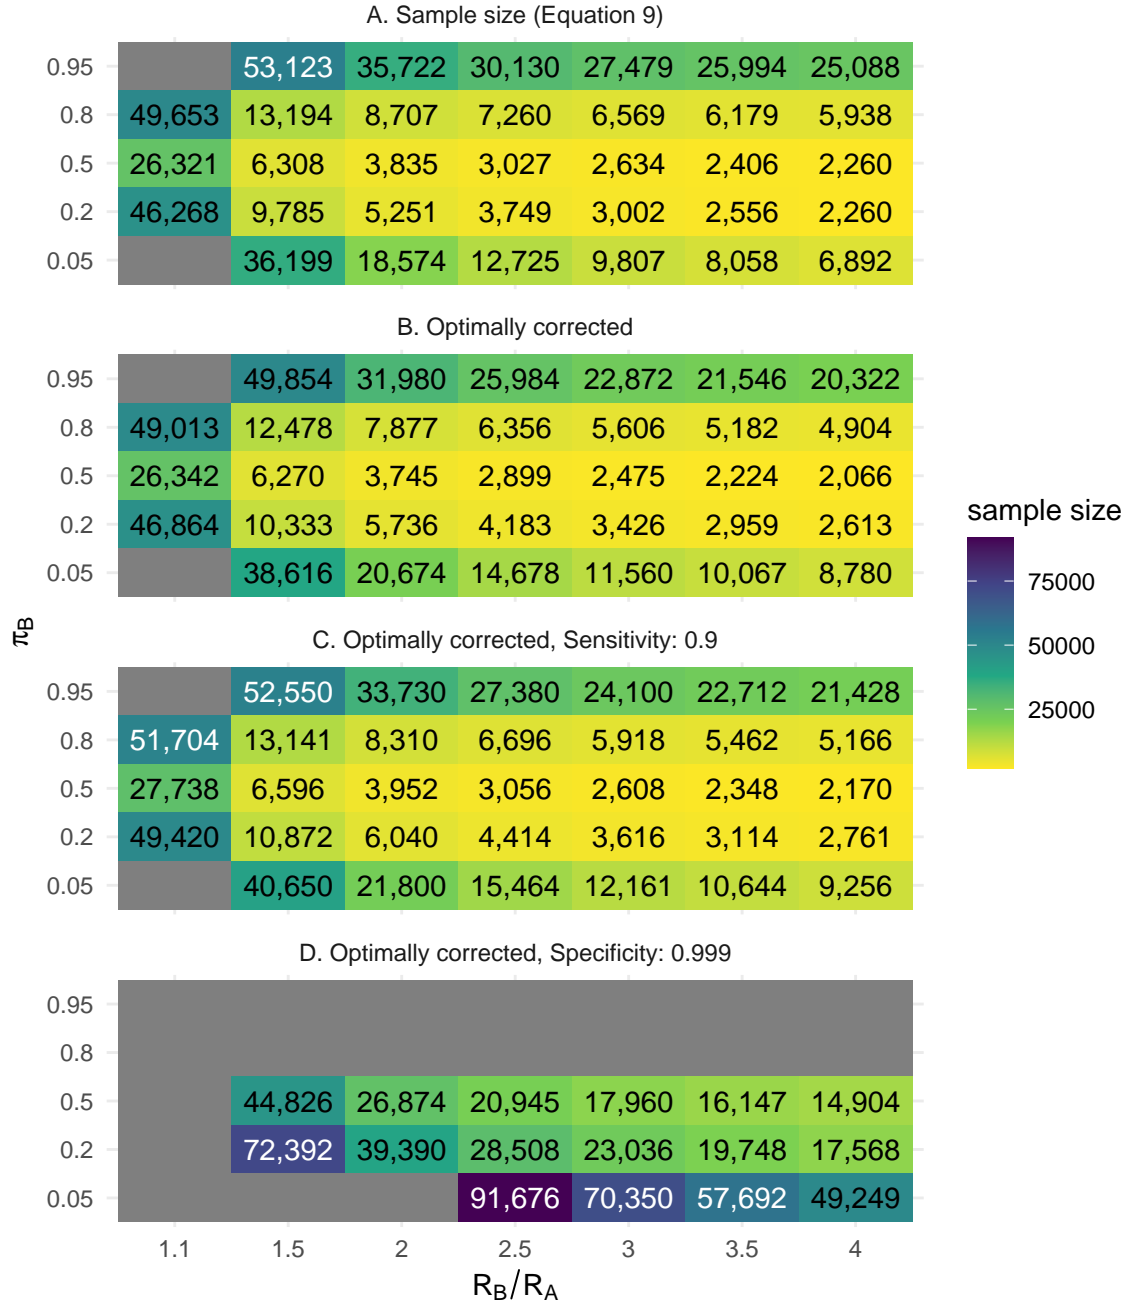 A. Sample size (Equation 9)
0.95 53,123 35,722 30,130 27,479 25,994 25,088
0.8 49,653 13,194 8,707 7,260 6,569 6,179 5,938
0.5 26,321 6,308 3,835 3,027 2,634 2,406 2,260
0.2 46,268 9,785 5,251 3,749 3,002 2,556 2,260
0.05 36,199 18,574 12,725 9,807 8,058 6,892
B. Optimally corrected
0.95 49,854 31,980 25,984 22,872 21,546 20,322
0.8 49,013 12,478 7,877 6,356 5,606 5,182 4,904
0.5 26,342 6,270 3,745 2,899 2,475 2,224 2,066
0.2 46,864 10,333 5,736 4,183 3,426 2,959 2,613
0.05 38,616 20,674 14,678 11,560 10,067 8,780
π_B
C. Optimally corrected, Sensitivity: 0.9
0.95 52,550 33,730 27,380 24,100 22,712 21,428
0.8 51,704 13,141 8,310 6,696 5,918 5,462 5,166
0.5 27,738 6,596 3,952 3,056 2,608 2,348 2,170
0.2 49,420 10,872 6,040 4,414 3,616 3,114 2,761
0.05 40,650 21,800 15,464 12,161 10,644 9,256
D. Optimally corrected, Specificity: 0.999
0.95
0.8
0.5 44,826 26,874 20,945 17,960 16,147 14,904
0.2 72,392 39,390 28,508 23,036 19,748 17,568
0.05 91,676 70,350 57,692 49,249
1.1 1.5 2 2.5 3 3.5 4
R_B/R_A
sample size
75000
50000
25000